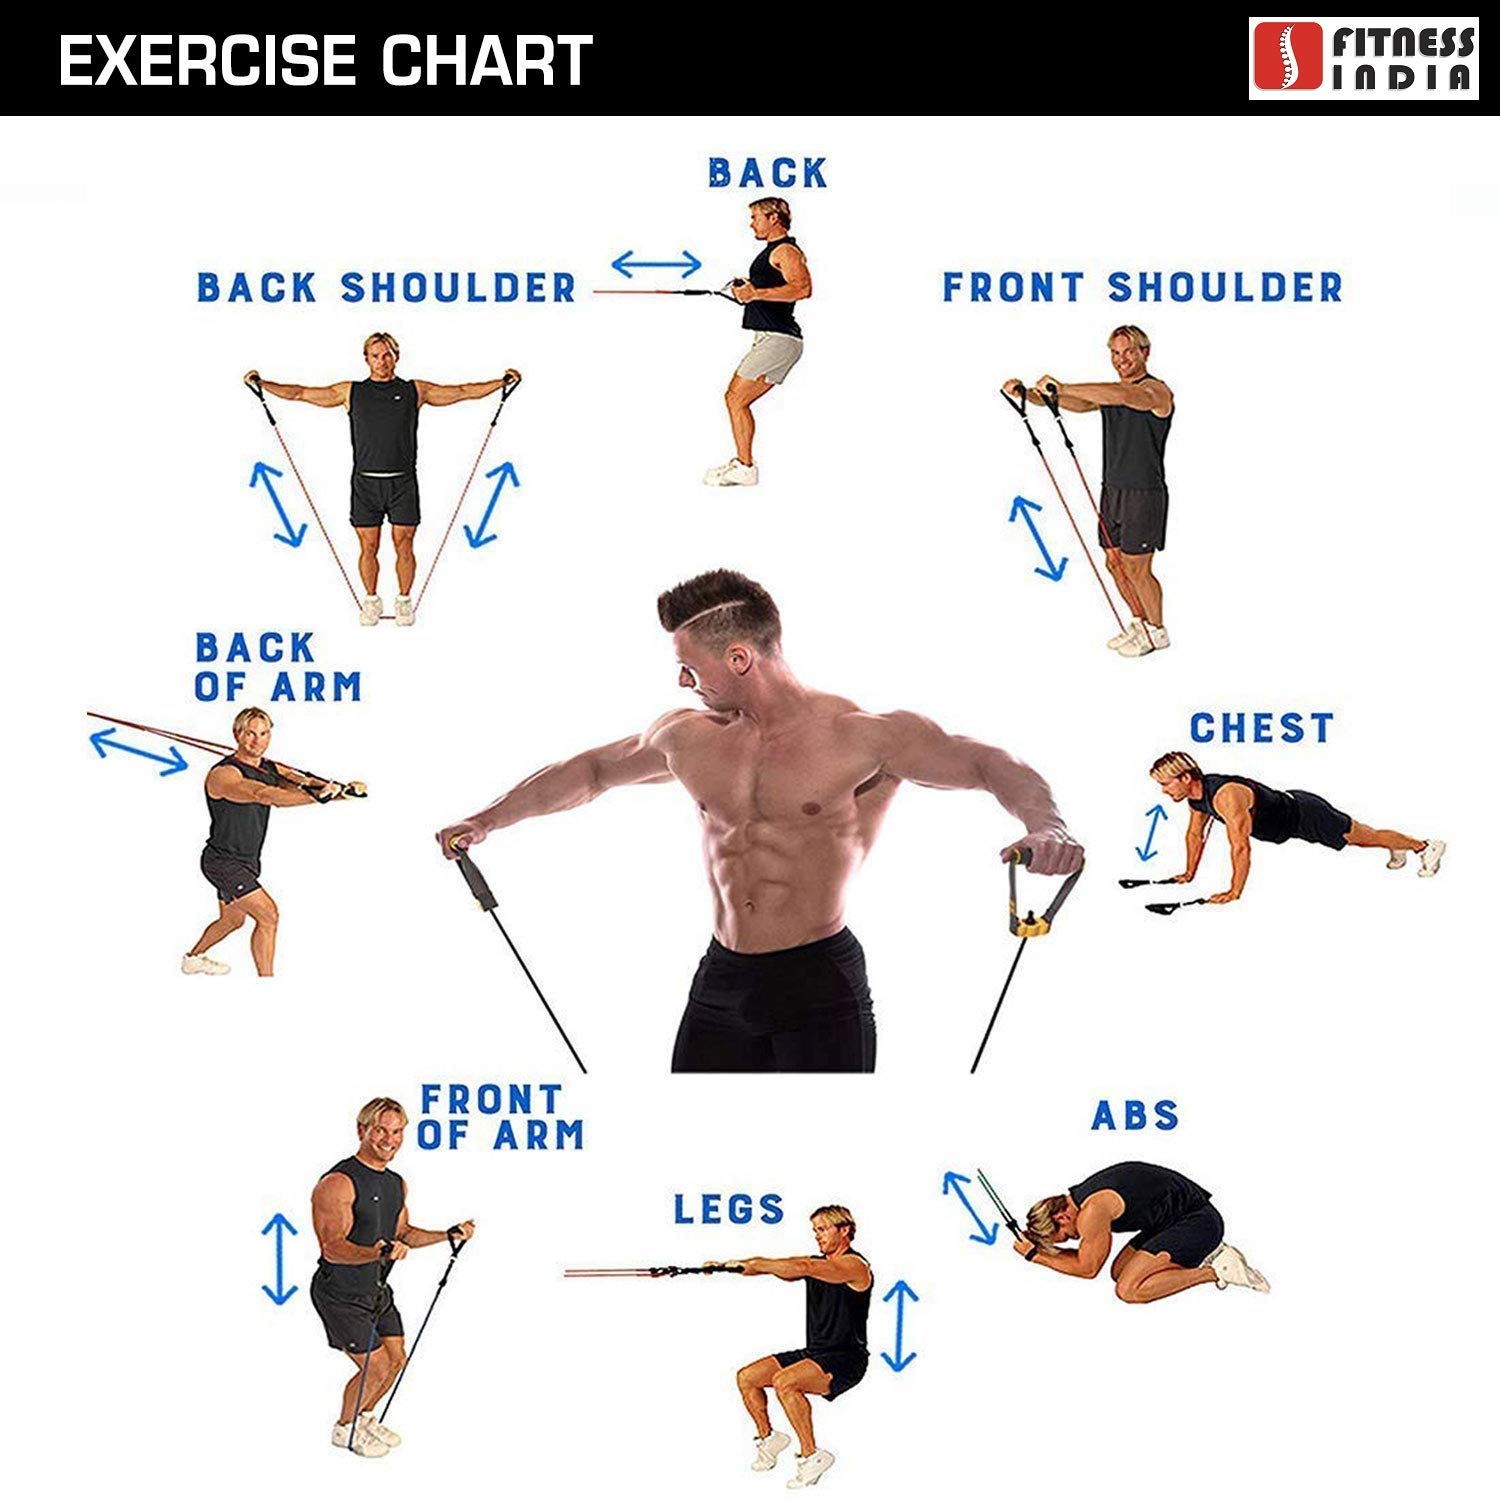 EXERCISE CHART
FITNESS
INDIA
BACK
BACK SHOULDER
FRONT SHOULDER
BACK
OF ARM
CHEST
FRONT
OF ARM
ABS
LEGS